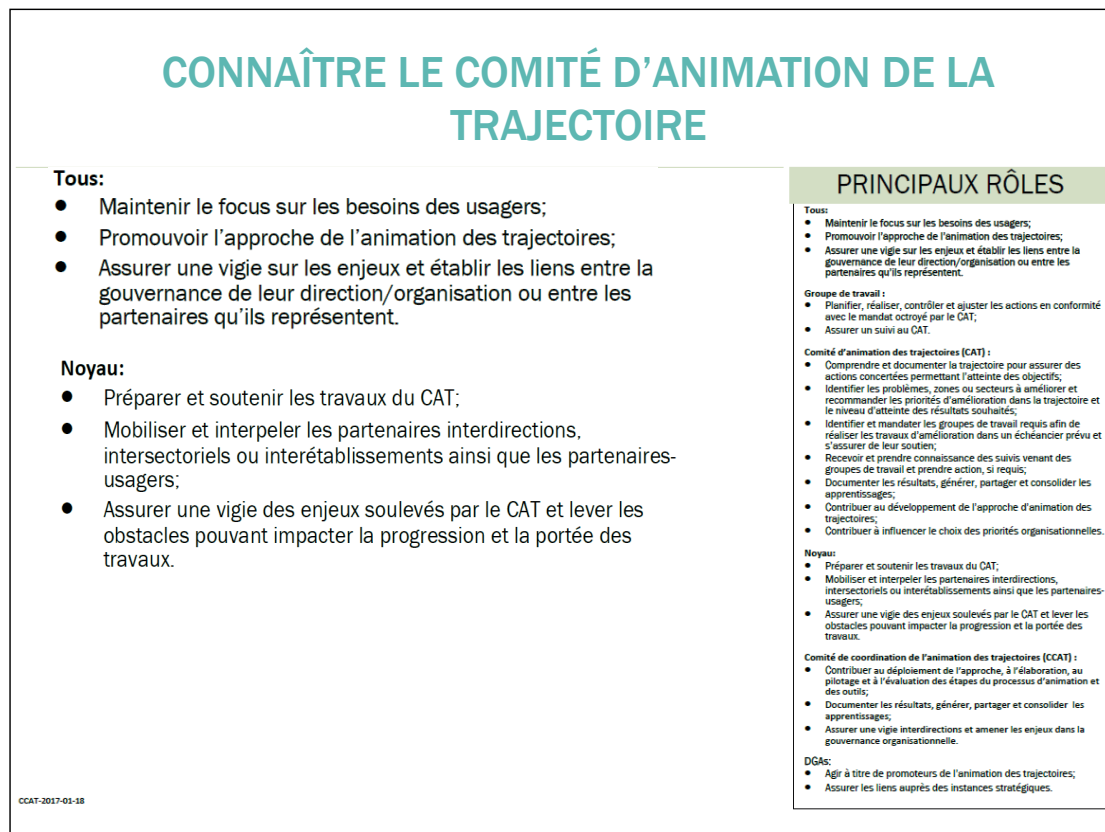 CONNAÎTRE LE COMITÉ D’ANIMATION DE LA
TRAJECTOIRE
Tous:
● Maintenir le focus sur les besoins des usagers;
● Promouvoir l’approche de l’animation des trajectoires;
● Assurer une vigie sur les enjeux et établir les liens entre la
gouvernance de leur direction/organisation ou entre les
partenaires qu’ils représentent.
Noyau:
● Préparer et soutenir les travaux du CAT;
● Mobiliser et interpeler les partenaires interdirections,
intersectoriels ou interétablissements ainsi que les partenaires-
usagers;
● Assurer une vigie des enjeux soulevés par le CAT et lever les
obstacles pouvant impacter la progression et la portée des
travaux.
PRINCIPAUX RÔLES
Tous:
● Maintenir le focus sur les besoins des usagers;
● Promouvoir l’approche de l’animation des trajectoires;
● Assurer une vigie sur les enjeux et établir les liens entre la
gouvernance de leur direction/organisation ou entre les
partenaires qu’ils représentent.
Groupe de travail :
● Planifier, réaliser, contrôler et ajuster les actions en conformité
avec le mandat octroyé par le CAT;
● Assurer un suivi au CAT.
Comité d’animation des trajectoires (CAT) :
● Comprendre et documenter la trajectoire pour assurer des
actions concertées permettant l’atteinte des objectifs;
● Identifier les problèmes, zones ou secteurs à améliorer et
recommander les priorités d’amélioration dans la trajectoire et
le niveau d’atteinte des résultats souhaités;
● Identifier et mandater les groupes de travail requis afin de
réaliser les travaux d’amélioration dans un échéancier prévu et
s’assurer de leur soutien;
● Recevoir et prendre connaissance des suivis venant des
groupes de travail et prendre action, si requis;
● Documenter les résultats, générer, partager et consolider les
apprentissages;
● Contribuer au développement de l’approche d’animation des
trajectoires;
● Contribuer à influencer le choix des priorités organisationnelles.
Noyau:
● Préparer et soutenir les travaux du CAT;
● Mobiliser et interpeler les partenaires interdirections,
intersectoriels ou interétablissements ainsi que les partenaires-
usagers;
● Assurer une vigie des enjeux soulevés par le CAT et lever les
obstacles pouvant impacter la progression et la portée des
travaux.
Comité de coordination de l’animation des trajectoires (CCAT) :
● Contribuer au déploiement de l’approche, à l’élaboration, au
pilotage et à l’évaluation des étapes du processus d’animation et
des outils;
● Documenter les résultats, générer, partager et consolider les
apprentissages;
● Assurer une vigie interdirections et amener les enjeux dans la
gouvernance organisationnelle.
DGAs:
● Agir à titre de promoteurs de l’animation des trajectoires;
● Assurer les liens auprès des instances stratégiques.
CCAT-2017-01-18